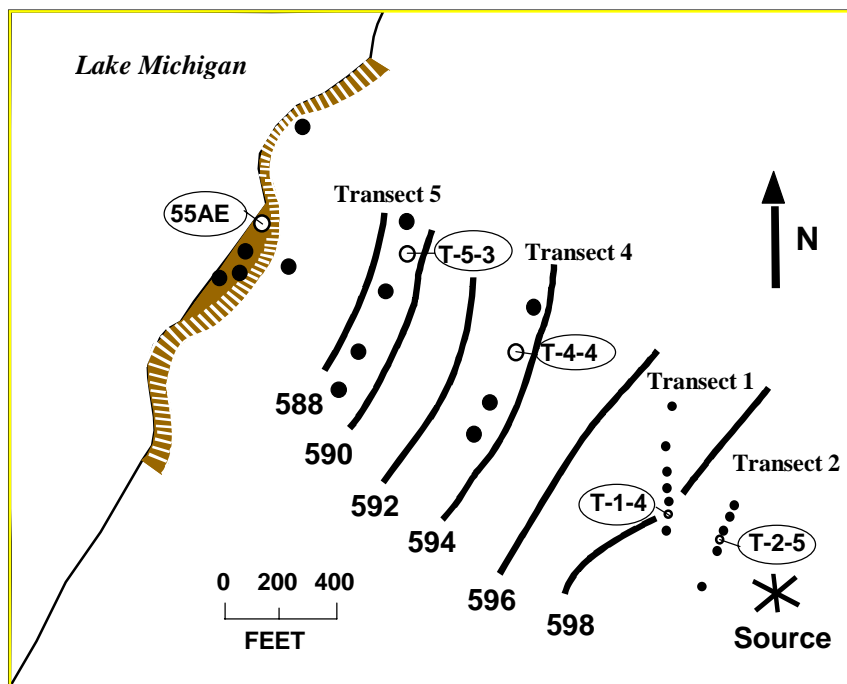 Lake Michigan
Transect 5
55AE
N
T-5-3
Transect 4
T-4-4
Transect 1
588
590
Transect 2
592
T-1-4
594
T-2-5
0 200 400
596
598
FEET
Source